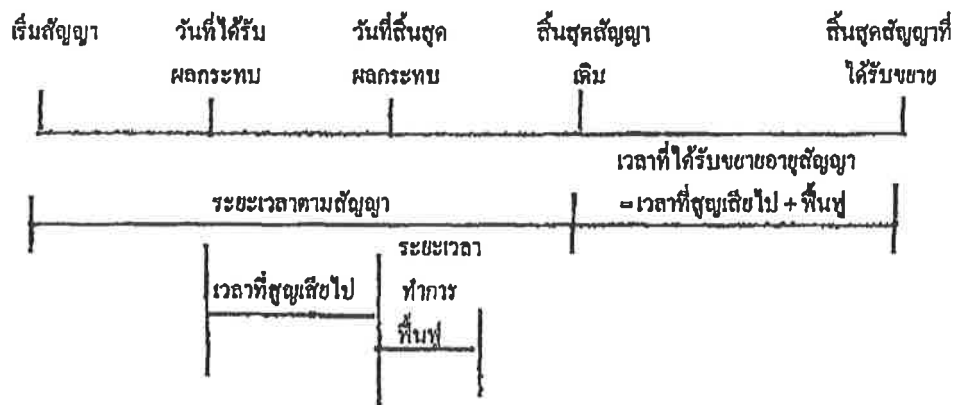 เริ่มสัญญา
วันที่ได้รับ
ผลกระทบ
วันที่สิ้นสุด
ผลกระทบ
สิ้นสุดสัญญา
เดิม
สิ้นสุดสัญญาที่
ได้รับขยาย
เวลาที่ได้รับขยายอายุสัญญา
= เวลาที่สูญเสียไป + ฟื้นฟู
ระยะเวลาตามสัญญา
เวลาที่สูญเสียไป
ระยะเวลา
ทำการ
ฟื้นฟู